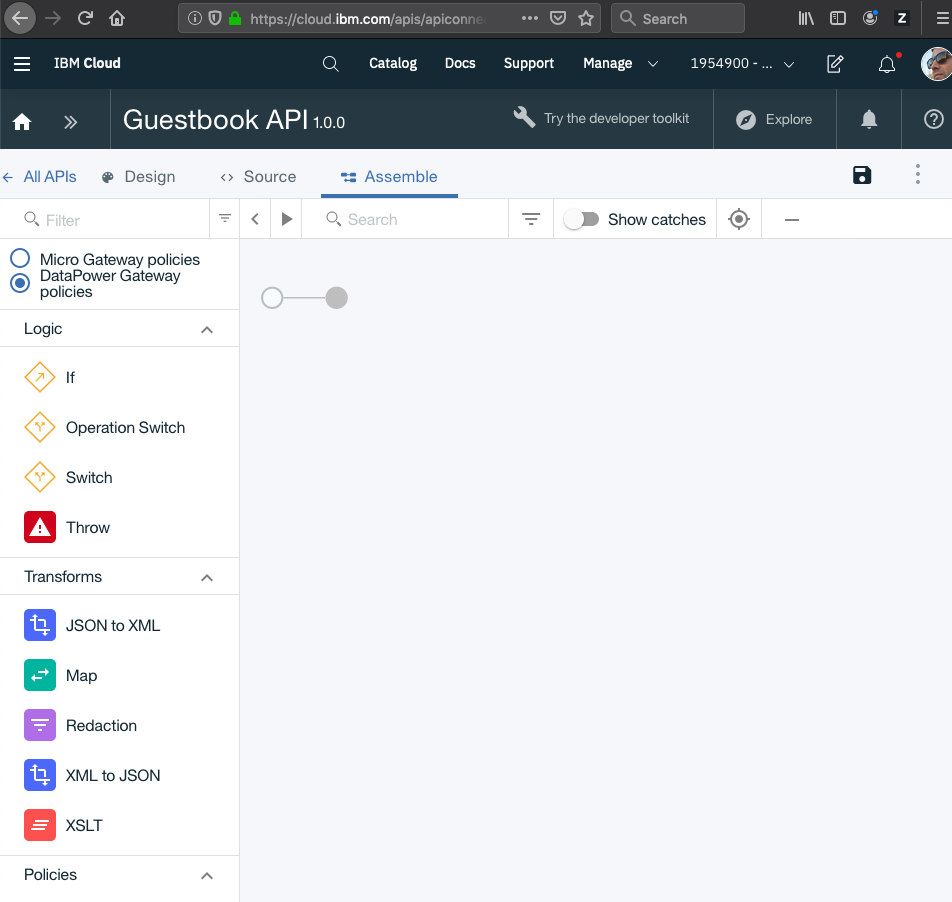 https://cloud.ibm.com/apis/apiconne
Search
IBM Cloud
Catalog
Docs
Support
Manage
1954900 - ...
Guestbook API 1.0.0
Try the developer toolkit
Explore
All APIs
Design
Source
Assemble
Filter
Search
Show catches
Micro Gateway policies
DataPower Gateway
policies
Logic
If
Operation Switch
Switch
Throw
Transforms
JSON to XML
Map
Redaction
XML to JSON
XSLT
Policies